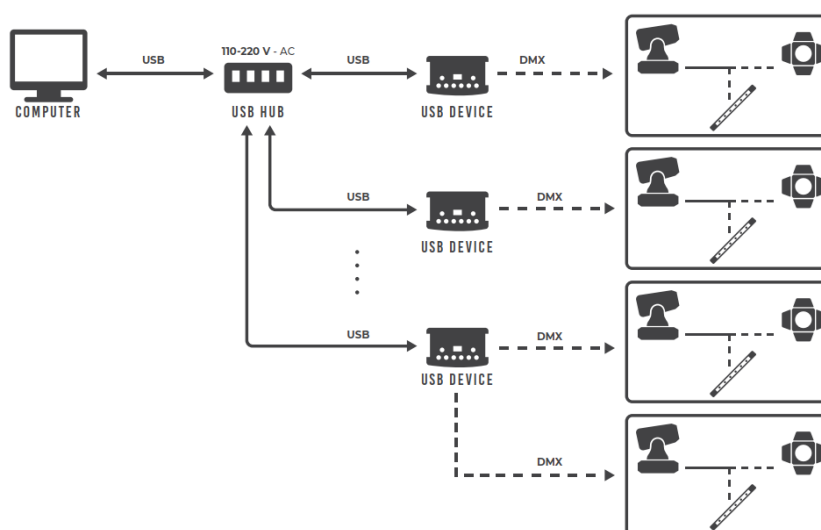 110-220 V - AC
USB
USB
DMX
COMPUTER
USB HUB
USB DEVICE
USB
DMX
USB DEVICE
USB
DMX
USB DEVICE
DMX